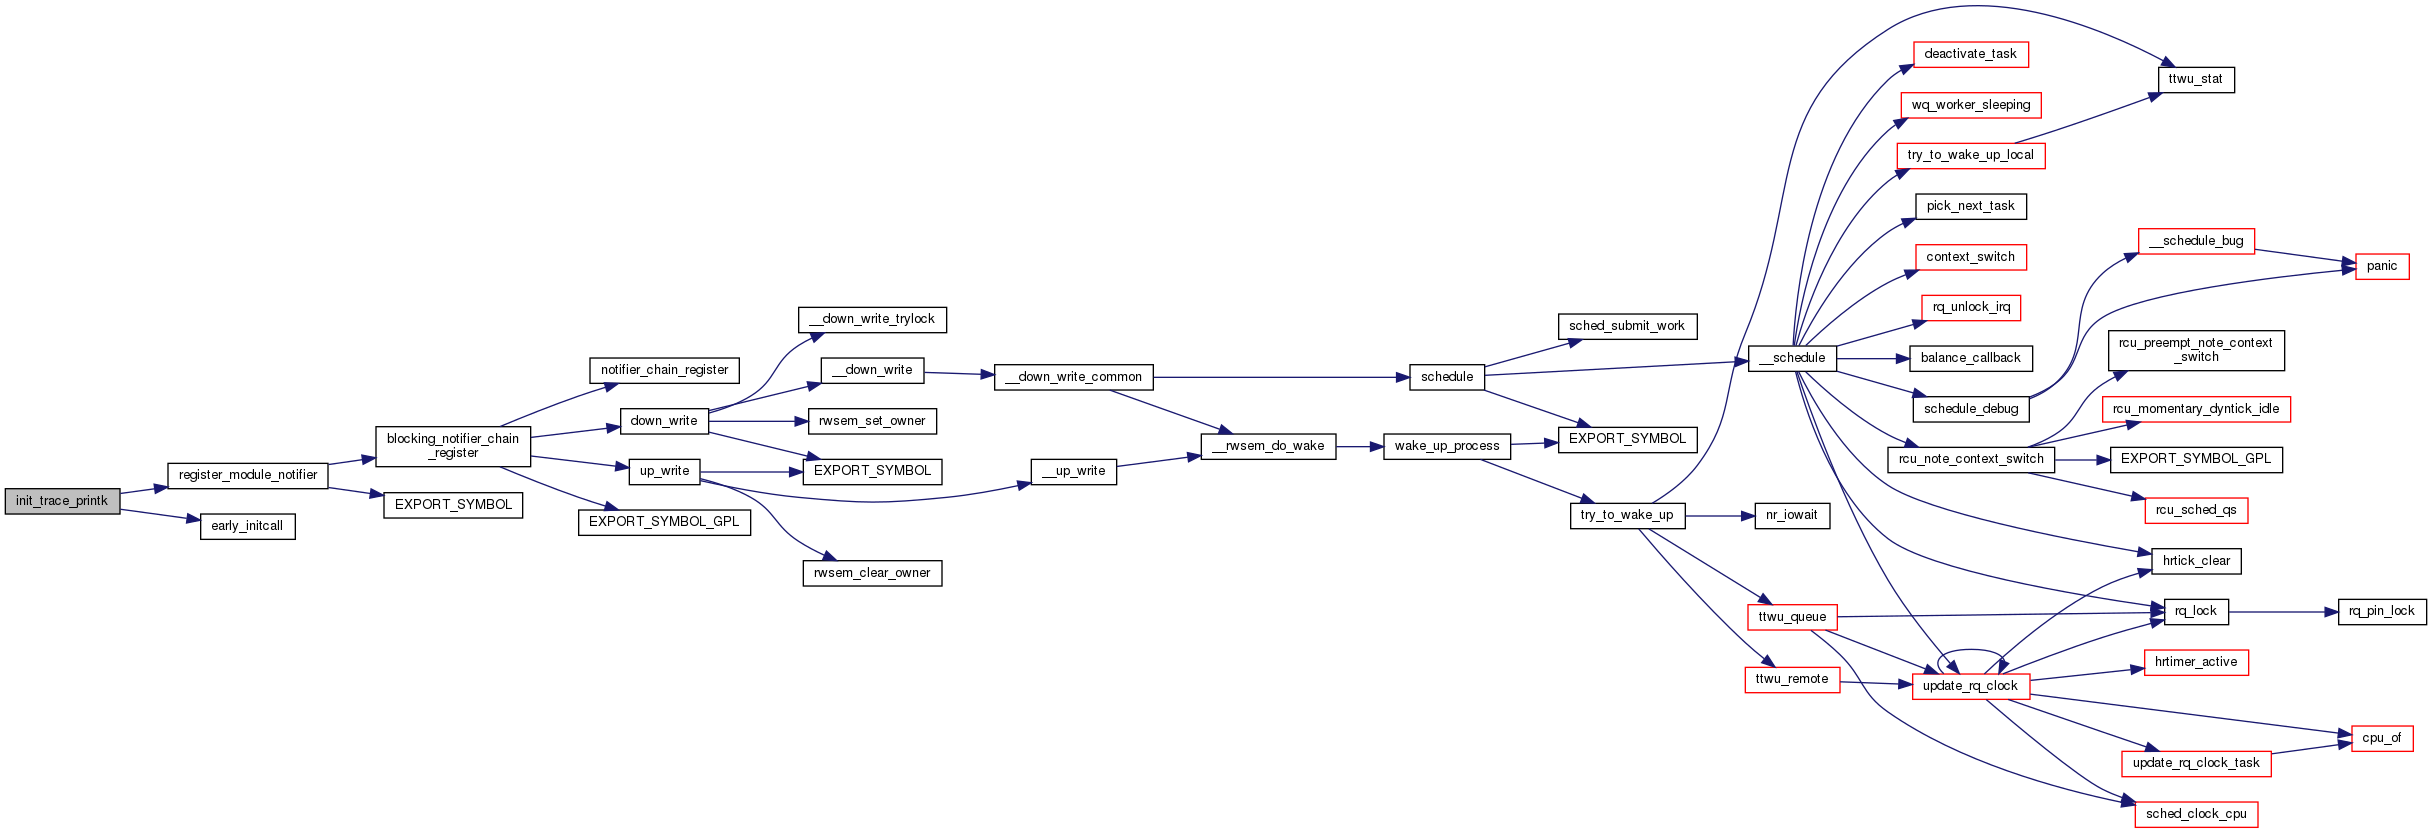 init_trace_printk
register_module_notifier
early_initcall
blocking_notifier_chain
_register
EXPORT_SYMBOL
notifier_chain_register
down_write
up_write
EXPORT_SYMBOL_GPL
__down_write_trylock
__down_write
rwsem_set_owner
EXPORT_SYMBOL
rwsem_clear_owner
__down_write_common
__up_write
__rwsem_do_wake
schedule
wake_up_process
sched_submit_work
EXPORT_SYMBOL
try_to_wake_up
__schedule
nr_iowait
ttwu_queue
ttwu_remote
deactivate_task
wq_worker_sleeping
try_to_wake_up_local
pick_next_task
context_switch
rq_unlock_irq
balance_callback
schedule_debug
rcu_note_context_switch
update_rq_clock
ttwu_stat
__schedule_bug
rcu_preempt_note_context
_switch
rcu_momentary_dyntick_idle
EXPORT_SYMBOL_GPL
rcu_sched_qs
hrtick_clear
rq_lock
hrtimer_active
update_rq_clock_task
sched_clock_cpu
panic
rq_pin_lock
cpu_of